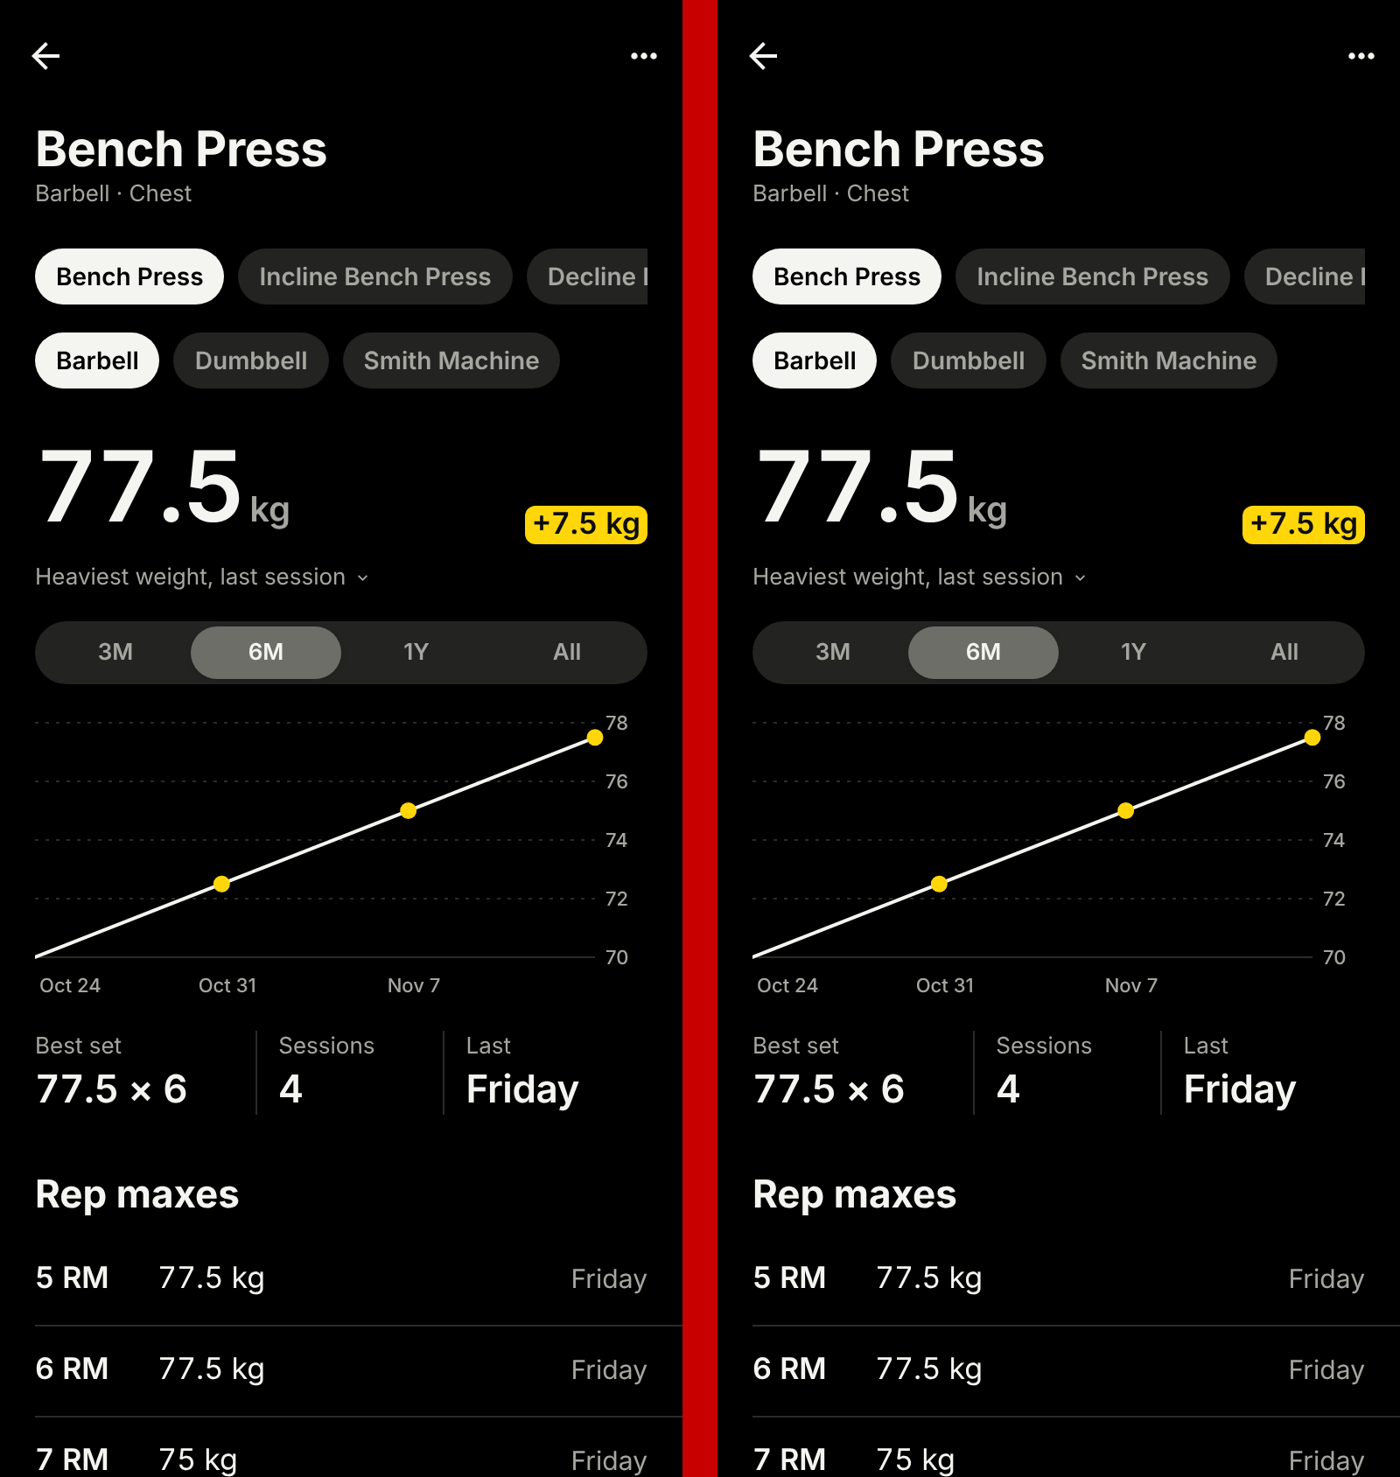 Bench Press
Barbell · Chest
Bench Press Incline Bench Press Decline
Barbell Dumbbell Smith Machine
77.5 kg
+7.5 kg
Heaviest weight, last session
3M 6M 1Y All
78
76
74
72
70
Oct 24 Oct 31 Nov 7
Best set Sessions Last
77.5 × 6 4 Friday
Rep maxes
5 RM 77.5 kg Friday
6 RM 77.5 kg Friday
7 RM 75 kg Friday
Bench Press
Barbell · Chest
Bench Press Incline Bench Press Decline
Barbell Dumbbell Smith Machine
77.5 kg
+7.5 kg
Heaviest weight, last session
3M 6M 1Y All
78
76
74
72
70
Oct 24 Oct 31 Nov 7
Best set Sessions Last
77.5 × 6 4 Friday
Rep maxes
5 RM 77.5 kg Friday
6 RM 77.5 kg Friday
7 RM 75 kg Friday